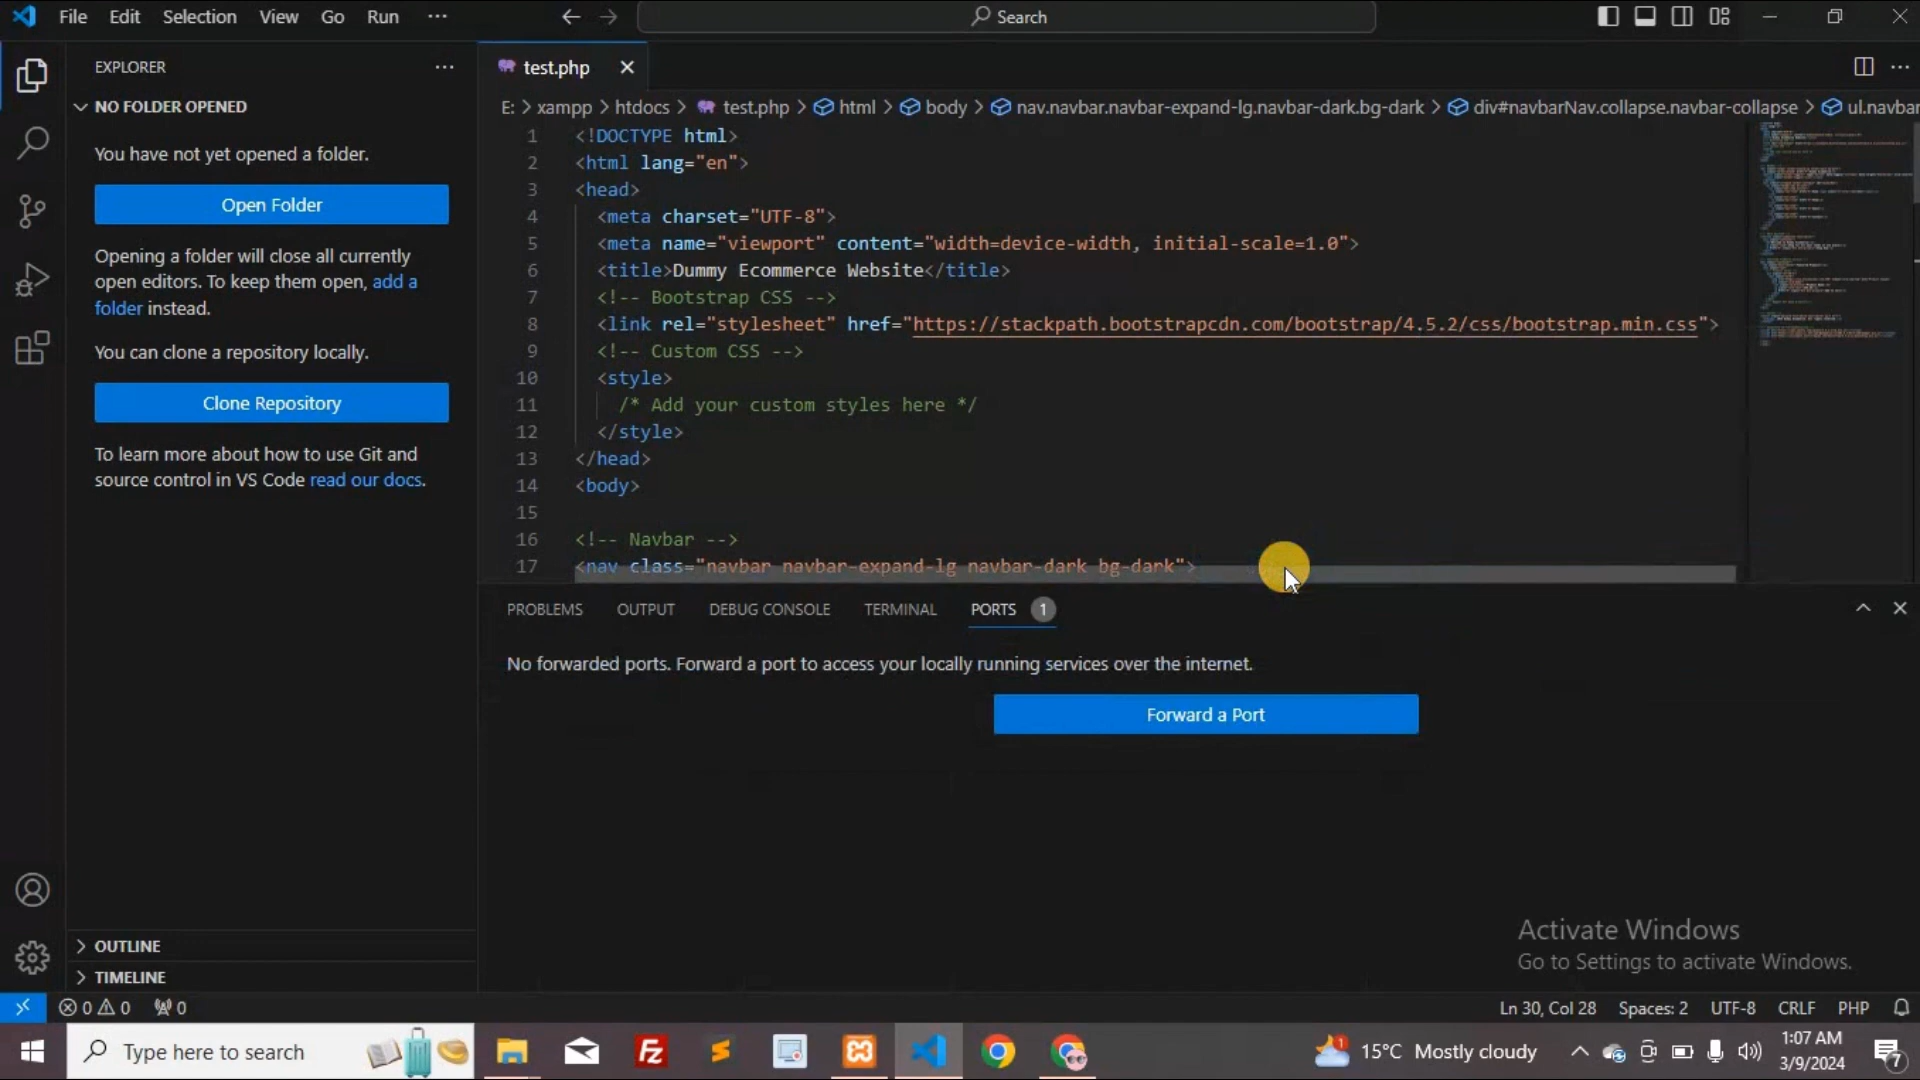 File Edit Selection View Go Run ···
Search
EXPLORER
NO FOLDER OPENED
You have not yet opened a folder.
Open Folder
Opening a folder will close all currently
open editors. To keep them open, add a
folder instead.
You can clone a repository locally.
Clone Repository
To learn more about how to use Git and
source control in VS Code read our docs.
OUTLINE
TIMELINE
test.php
E: > xampp > htdocs > test.php > html > body > nav.navbar.navbar-expand-lg.navbar-dark.bg-dark > div#navbarNav.collapse.navbar-collapse > ul.navbar
1 <!DOCTYPE html>
2 <html lang="en">
3 <head>
4 <meta charset="UTF-8">
5 <meta name="viewport" content="width=device-width, initial-scale=1.0">
6 <title>Dummy Ecommerce Website</title>
7 <!-- Bootstrap CSS -->
8 <link rel="stylesheet" href="https://stackpath.bootstrapcdn.com/bootstrap/4.5.2/css/bootstrap.min.css">
9 <!-- Custom CSS -->
10 <style>
11 /* Add your custom styles here */
12 </style>
13 </head>
14 <body>
15
16 <!-- Navbar -->
17 <nav class="navbar navbar-expand-lg navbar-dark bg-dark">
PROBLEMS OUTPUT DEBUG CONSOLE TERMINAL PORTS 1
No forwarded ports. Forward a port to access your locally running services over the internet.
Forward a Port
Activate Windows
Go to Settings to activate Windows.
0 0 0 Ln 30, Col 28 Spaces: 2 UTF-8 CRLF PHP
Type here to search
Fz
1
15°C Mostly cloudy
1:07 AM
3/9/2024
7